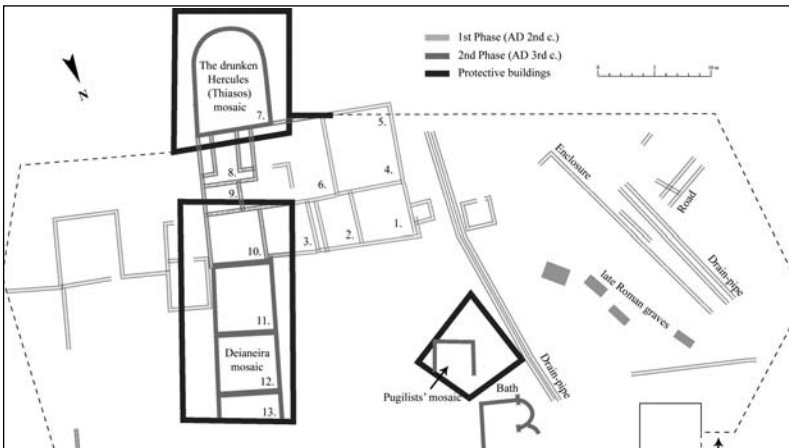 1st Phase (AD 2nd c.)
2nd Phase (AD 3rd c.)
Protective buildings
10 m
N
The drunken
Hercules
(Thiasos)
mosaic
7.
5.
8.
4.
6.
9.
1.
2.
3.
10.
11.
Deianeira
mosaic
12.
13.
Enclosure
Road
Drain-pipe
late Roman graves
Drain-pipe
Pugilists' mosaic
Bath